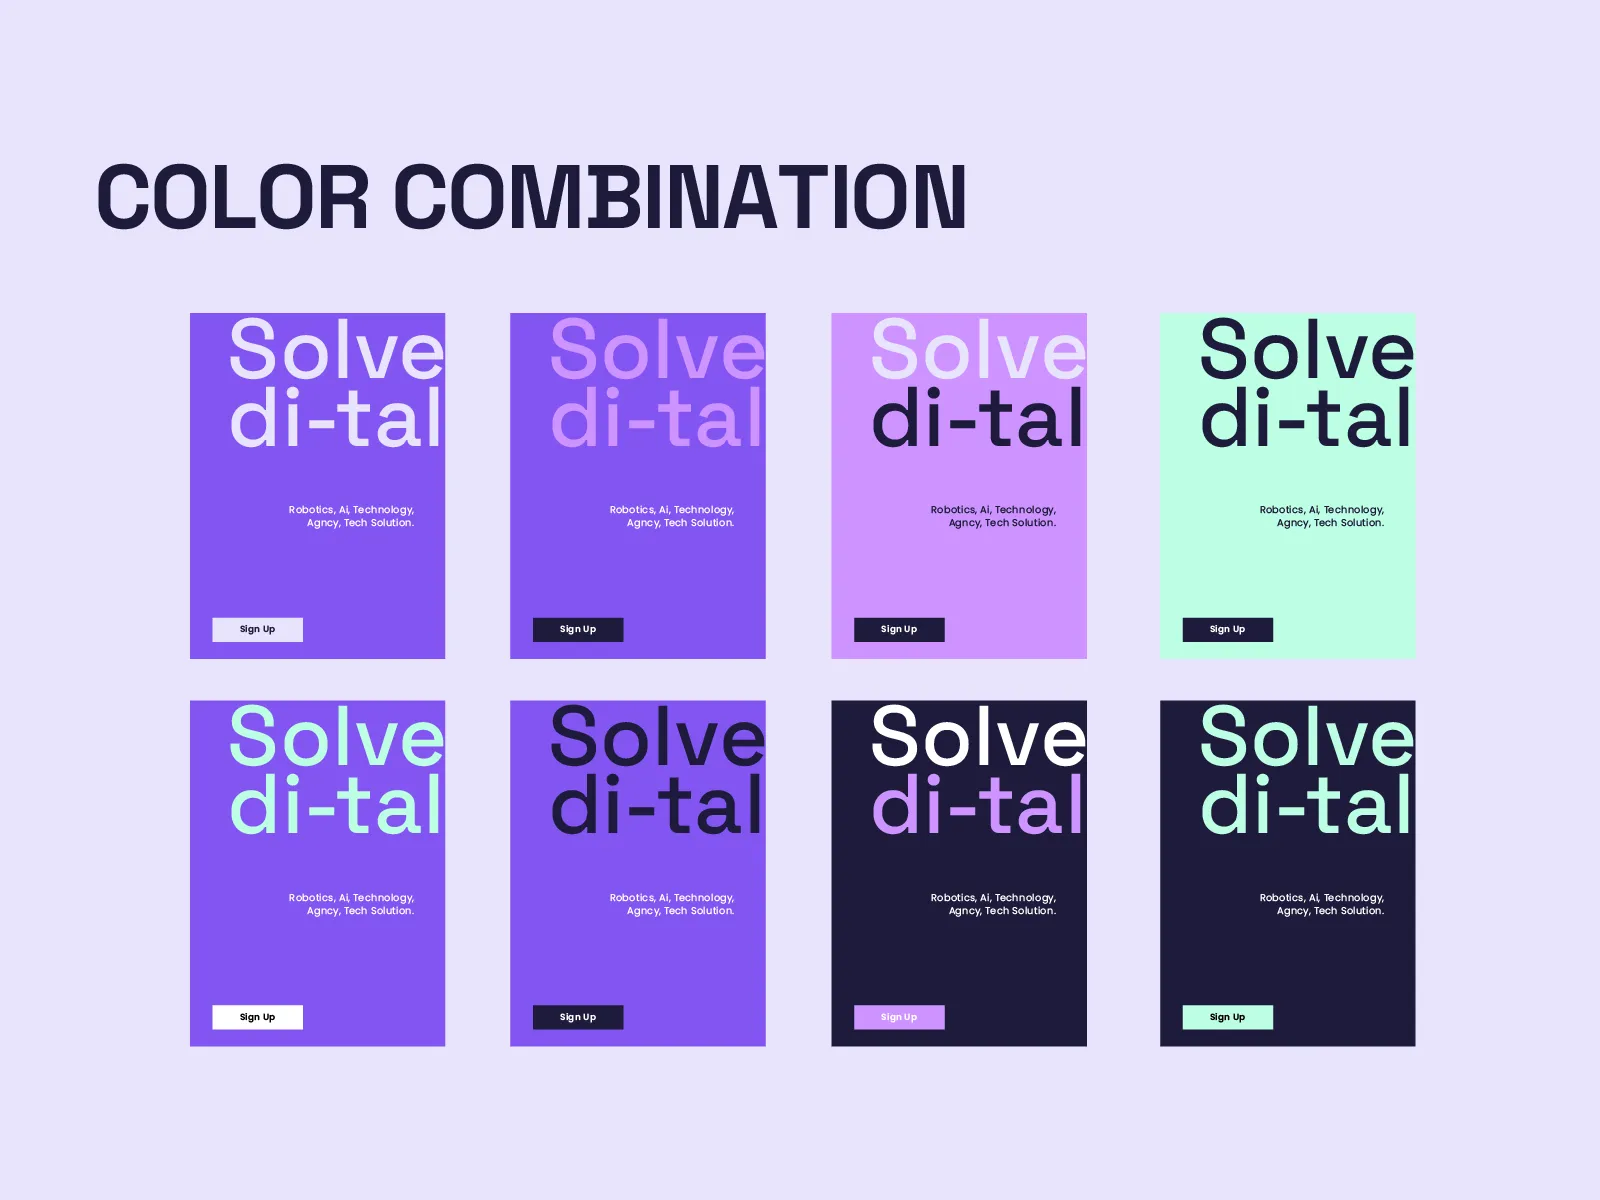 COLOR COMBINATION
Solve
di-tal
Robotics, Ai, Technology,
Agncy, Tech Solution.
Sign Up
Solve
di-tal
Robotics, Ai, Technology,
Agncy, Tech Solution.
Sign Up
Solve
di-tal
Robotics, Ai, Technology,
Agncy, Tech Solution.
Sign Up
Solve
di-tal
Robotics, Ai, Technology,
Agncy, Tech Solution.
Sign Up
Solve
di-tal
Robotics, Ai, Technology,
Agncy, Tech Solution.
Sign Up
Solve
di-tal
Robotics, Ai, Technology,
Agncy, Tech Solution.
Sign Up
Solve
di-tal
Robotics, Ai, Technology,
Agncy, Tech Solution.
Sign Up
Solve
di-tal
Robotics, Ai, Technology,
Agncy, Tech Solution.
Sign Up